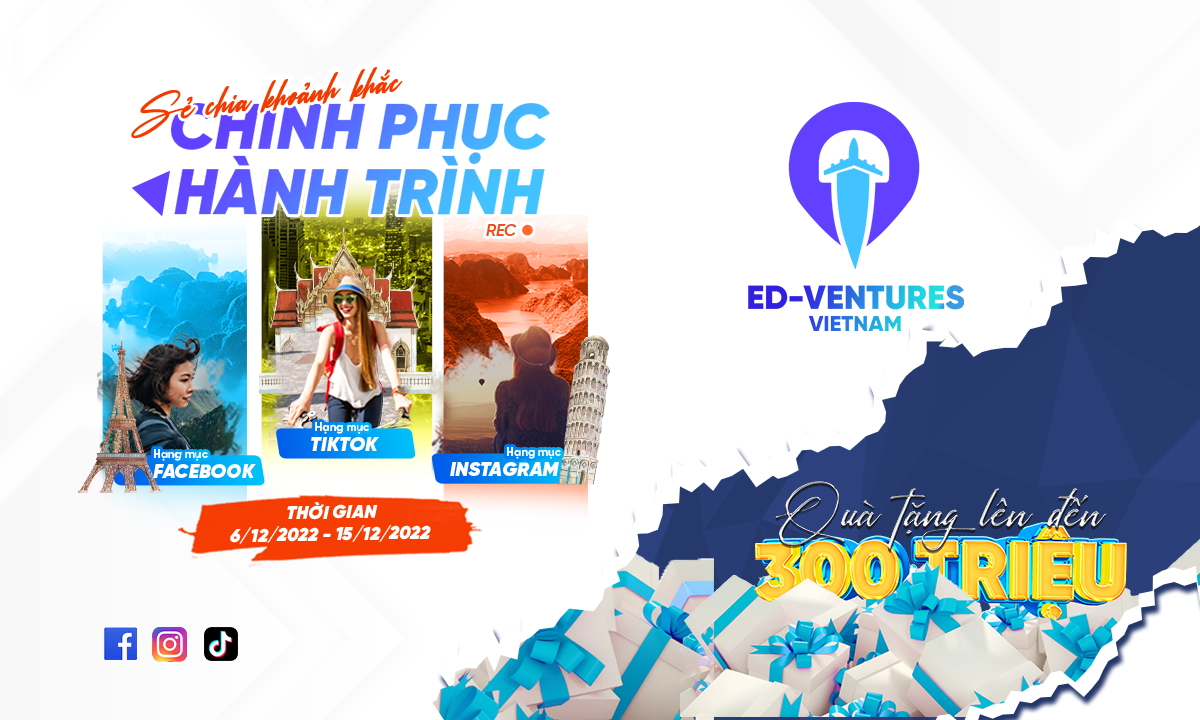 Sẻ chia khoảnh khắc
CHINH PHỤC
HÀNH TRÌNH
REC
Hạng mục
FACEBOOK
Hạng mục
TIKTOK
Hạng mục
INSTAGRAM
THỜI GIAN
6/12/2022 - 15/12/2022
ED-VENTURES
VIETNAM
Quà tặng lên đến
300 TRIỆU